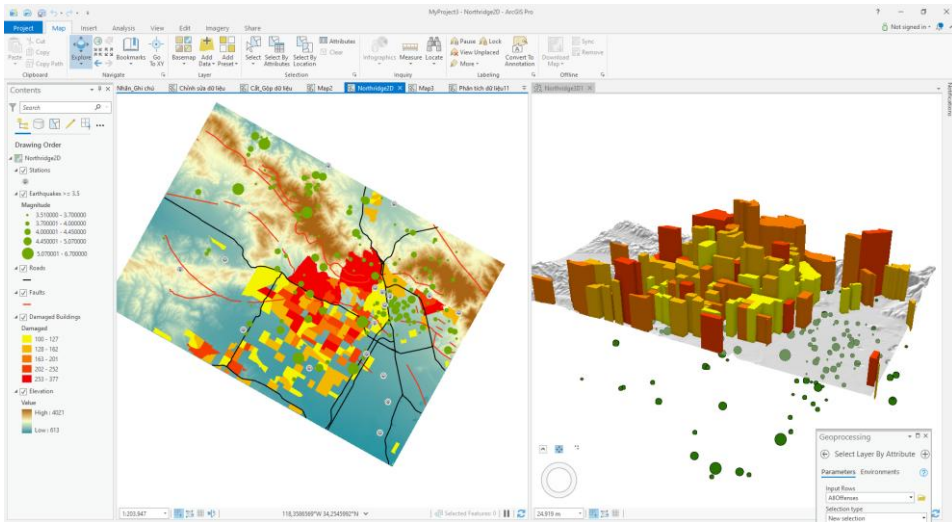 MyProject3 - Northridge2D - ArcGIS Pro
Not signed in
Project Map Insert Analysis View Edit Imagery Share
Paste
Cut
Copy
Copy Path
Clipboard
Explore
Bookmarks
Go To XY
Navigate
Basemap
Add Data
Add Preset
Layer
Select
Select By Attributes
Select By Location
Attributes
Clear
Selection
Infographics
Measure
Locate
Inquiry
Pause
Lock
View Unplaced
More
Convert To Annotation
Labeling
Download Map
Sync
Remove
Offline
Contents
Search
Drawing Order
Northridge2D
Stations
Earthquakes >= 3.5
Magnitude
3.510000 - 3.700000
3.700001 - 4.000000
4.000001 - 4.450000
4.450001 - 5.070000
5.070001 - 6.700000
Roads
Faults
Damaged Buildings
Damaged
100 - 127
128 - 162
163 - 201
202 - 252
253 - 377
Elevation
Value
High : 4021
Low : 613
Nhãn_Ghi chú
Chỉnh sửa dữ liệu
Cắt_Gộp dữ liệu
Map2
Northridge2D
Map3
Phân tích dữ liệu11
Northridge3D1
Notifications
1:203.947
Selected Features: 0
24.919 m
Geoprocessing
Select Layer By Attribute
Parameters Environments
Input Rows
AllOffenses
Selection type
New selection